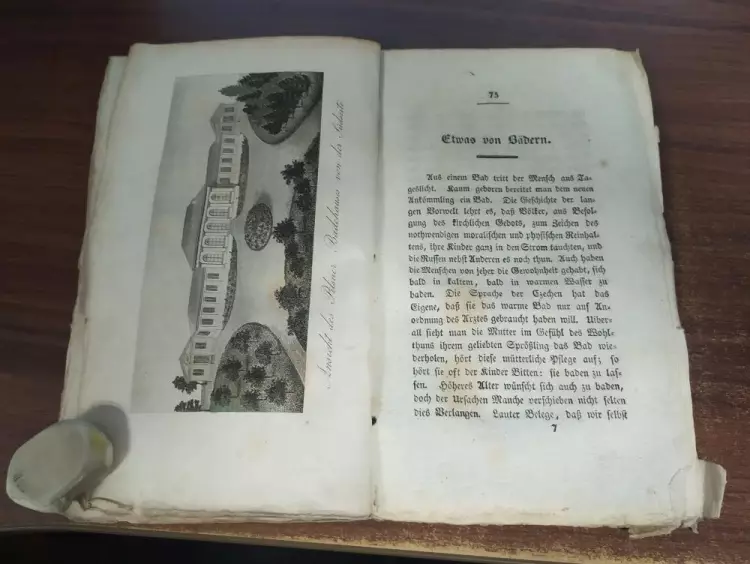 Ansicht des Bilner Badehauses von der Südseite
73
Etwas von Bädern.
Aus einem Bad tritt der Mensch aus Ta-
geslicht. Kaum geboren bereitet man dem neuen
Ankömmling ein Bad. Die Geschichte der lan-
gen Vorwelt lehrt es, daß Völker, aus Befol-
gung des kirchlichen Gebots, zum Zeichen des
nothwendigen moralischen und physischen Reinhal-
tens, ihre Kinder ganz in den Strom tauchten, und
die Russen nebst Anderen es noch thun. Auch haben
die Menschen von jeher die Gewohnheit gehabt, sich
bald in kaltem, bald in warmen Wasser zu
baden. Die Sprache der Czechen hat das
Eigene, daß sie das warme Bad nur auf An-
ordnung des Arztes gebraucht haben will. Über-
all sieht man die Mutter im Gefühl des Wohl-
thuns ihrem geliebten Sprößling das Bad wie-
derholen, hört diese mütterliche Pflege auf; so
hört sie oft der Kinder Bitten: sie baden zu las-
sen. Höheres Alter wünscht sich auch zu baden,
doch der Ursachen Manche verschieben nicht selten
dies Verlangen. Lauter Belege, daß wir selbst
7